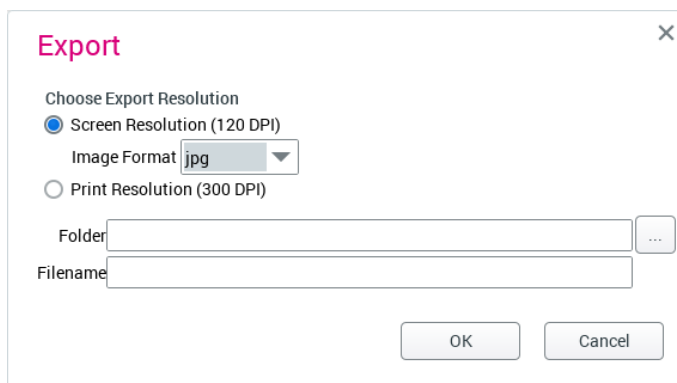 Export
Choose Export Resolution
Screen Resolution (120 DPI)
Image Format jpg
Print Resolution (300 DPI)
Folder ...
Filename
OK Cancel